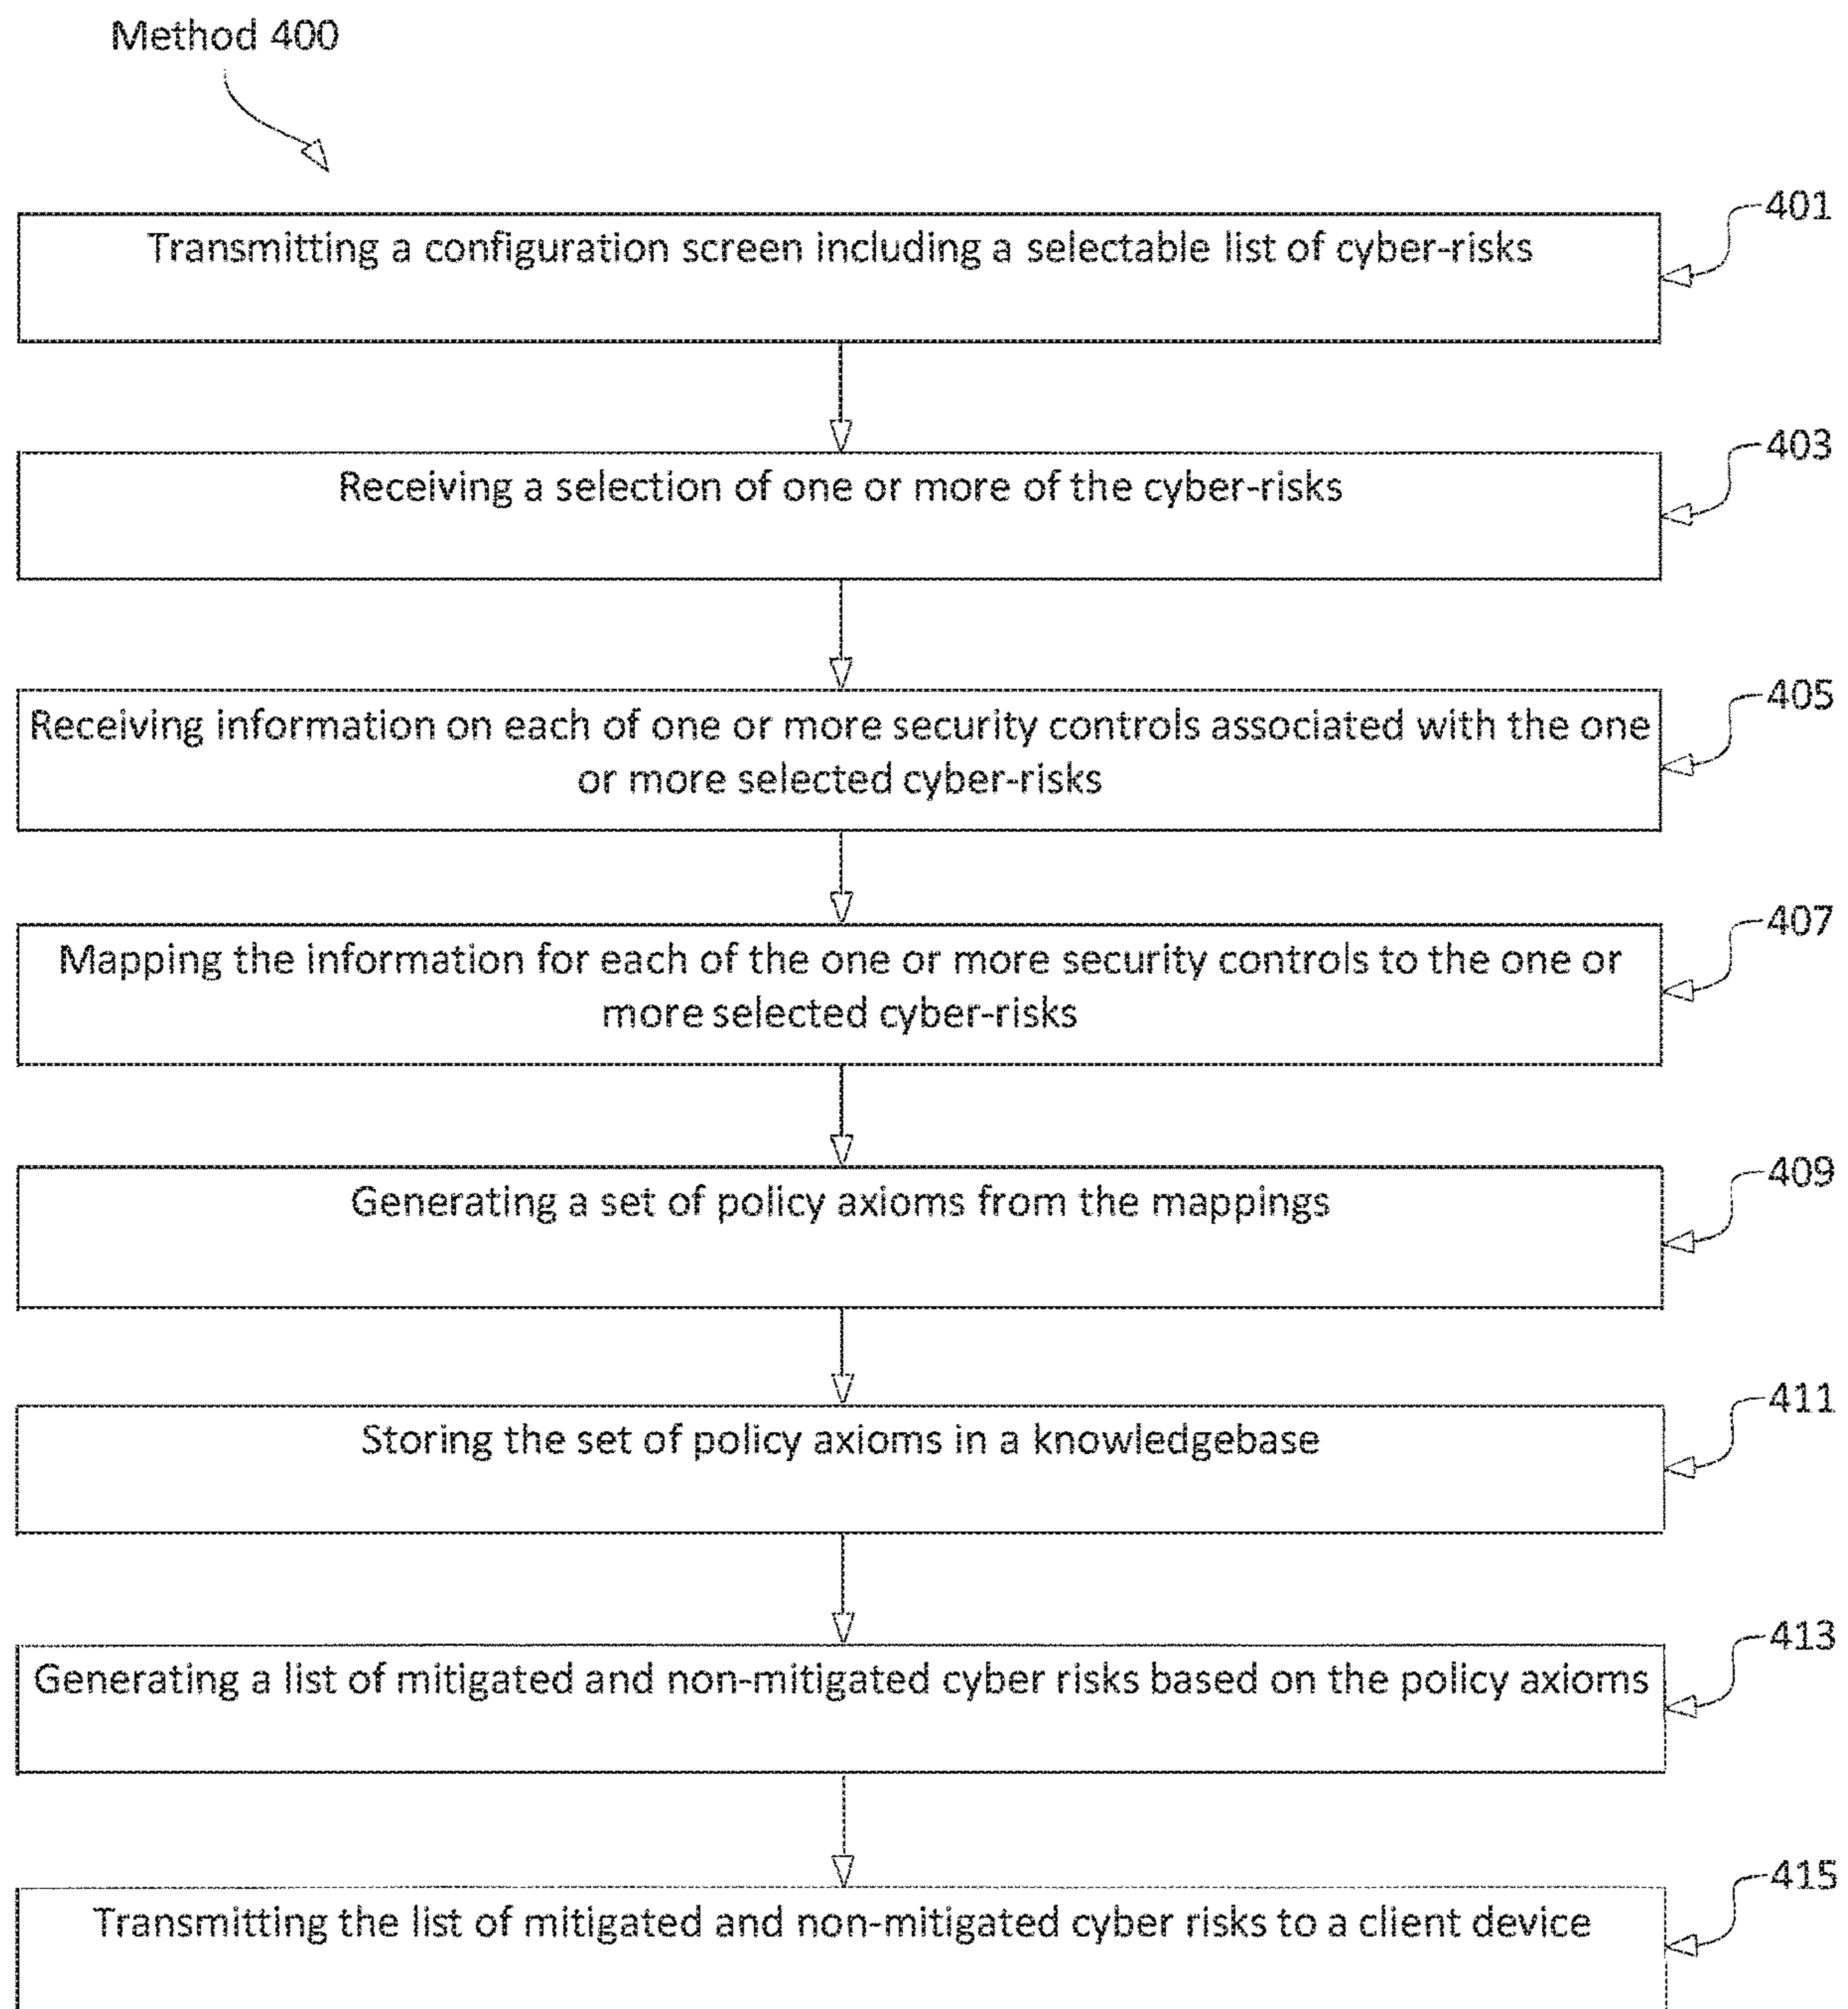 Method 400
401
Transmitting a configuration screen including a selectable list of cyber-risks
403
Receiving a selection of one or more of the cyber-risks
405
Receiving information on each of one or more security controls associated with the one
or more selected cyber-risks
407
Mapping the information for each of the one or more security controls to the one or
more selected cyber-risks
409
Generating a set of policy axioms from the mappings
411
Storing the set of policy axioms in a knowledgebase
413
Generating a list of mitigated and non-mitigated cyber risks based on the policy axioms
415
Transmitting the list of mitigated and non-mitigated cyber risks to a client device